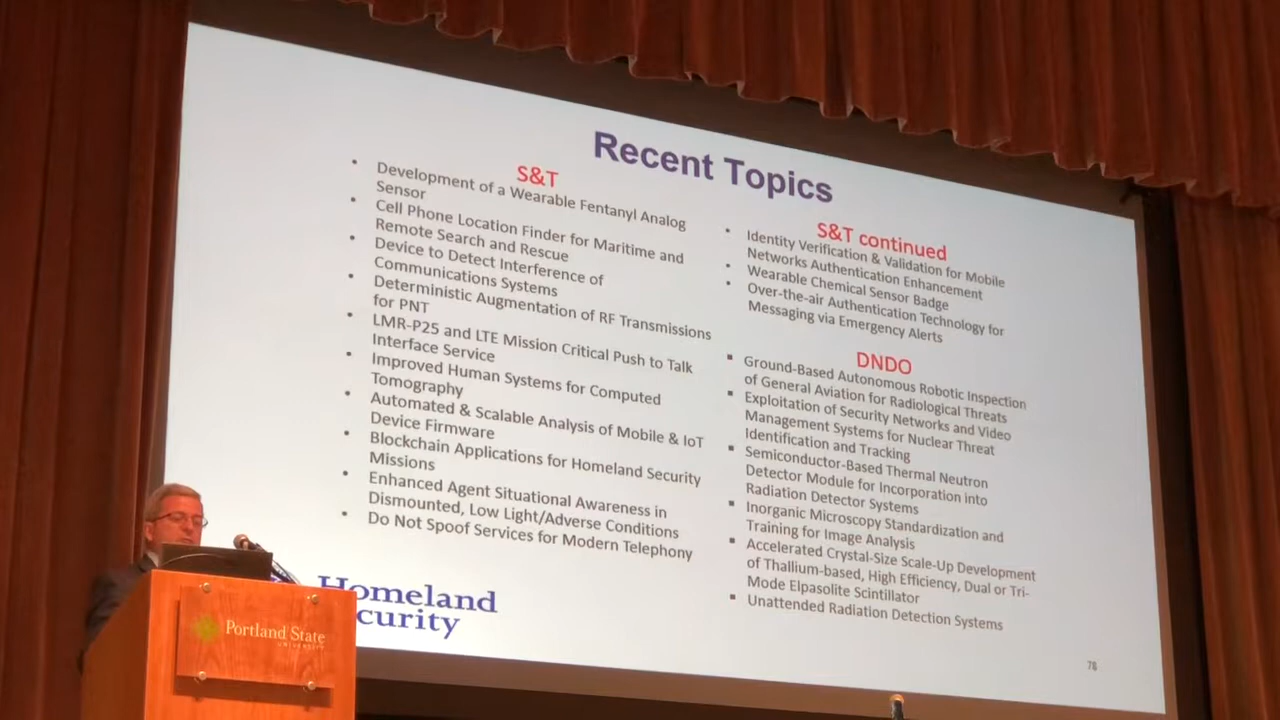 Recent Topics
S&T
• Development of a Wearable Fentanyl Analog
Sensor
• Cell Phone Location Finder for Maritime and
Remote Search and Rescue
• Device to Detect Interference of
Communications Systems
• Deterministic Augmentation of RF Transmissions
for PNT
• LMR-P25 and LTE Mission Critical Push to Talk
Interface Service
• Improved Human Systems for Computed
Tomography
• Automated & Scalable Analysis of Mobile & IoT
Device Firmware
• Blockchain Applications for Homeland Security
Missions
• Enhanced Agent Situational Awareness in
Dismounted, Low Light/Adverse Conditions
• Do Not Spoof Services for Modern Telephony
S&T continued
• Identity Verification & Validation for Mobile
Networks Authentication Enhancement
• Wearable Chemical Sensor Badge
• Over-the-air Authentication Technology for
Messaging via Emergency Alerts
DNDO
▪ Ground-Based Autonomous Robotic Inspection
of General Aviation for Radiological Threats
▪ Exploitation of Security Networks and Video
Management Systems for Nuclear Threat
Identification and Tracking
▪ Semiconductor-Based Thermal Neutron
Detector Module for Incorporation into
Radiation Detector Systems
▪ Inorganic Microscopy Standardization and
Training for Image Analysis
▪ Accelerated Crystal-Size Scale-Up Development
of Thallium-based, High Efficiency, Dual or Tri-
Mode Elpasolite Scintillator
▪ Unattended Radiation Detection Systems
Homeland
curity
78
Portland State
UNIVERSITY